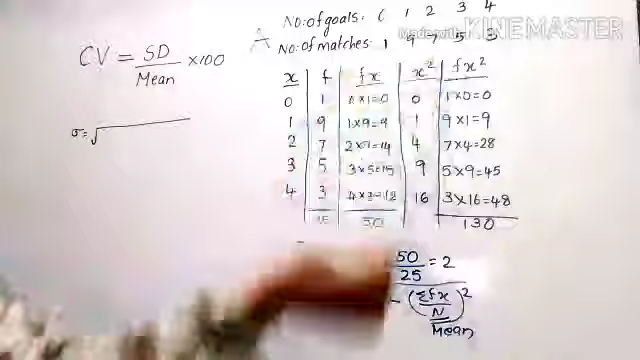 No: of goals: 0 1 2 3 4
A No: of matches: 1 9 7 5 3
Made with KINEMASTER
CV = SD / Mean × 100
σ = √
x f fx x² fx²
0 1 0×1=0 0 1×0=0
1 9 1×9=9 1 9×1=9
2 7 2×7=14 4 7×4=28
3 5 3×5=15 9 5×9=45
4 3 4×3=12 16 3×16=48
25 50 130
50 / 25 = 2
- (Σfx / N)²
Mean